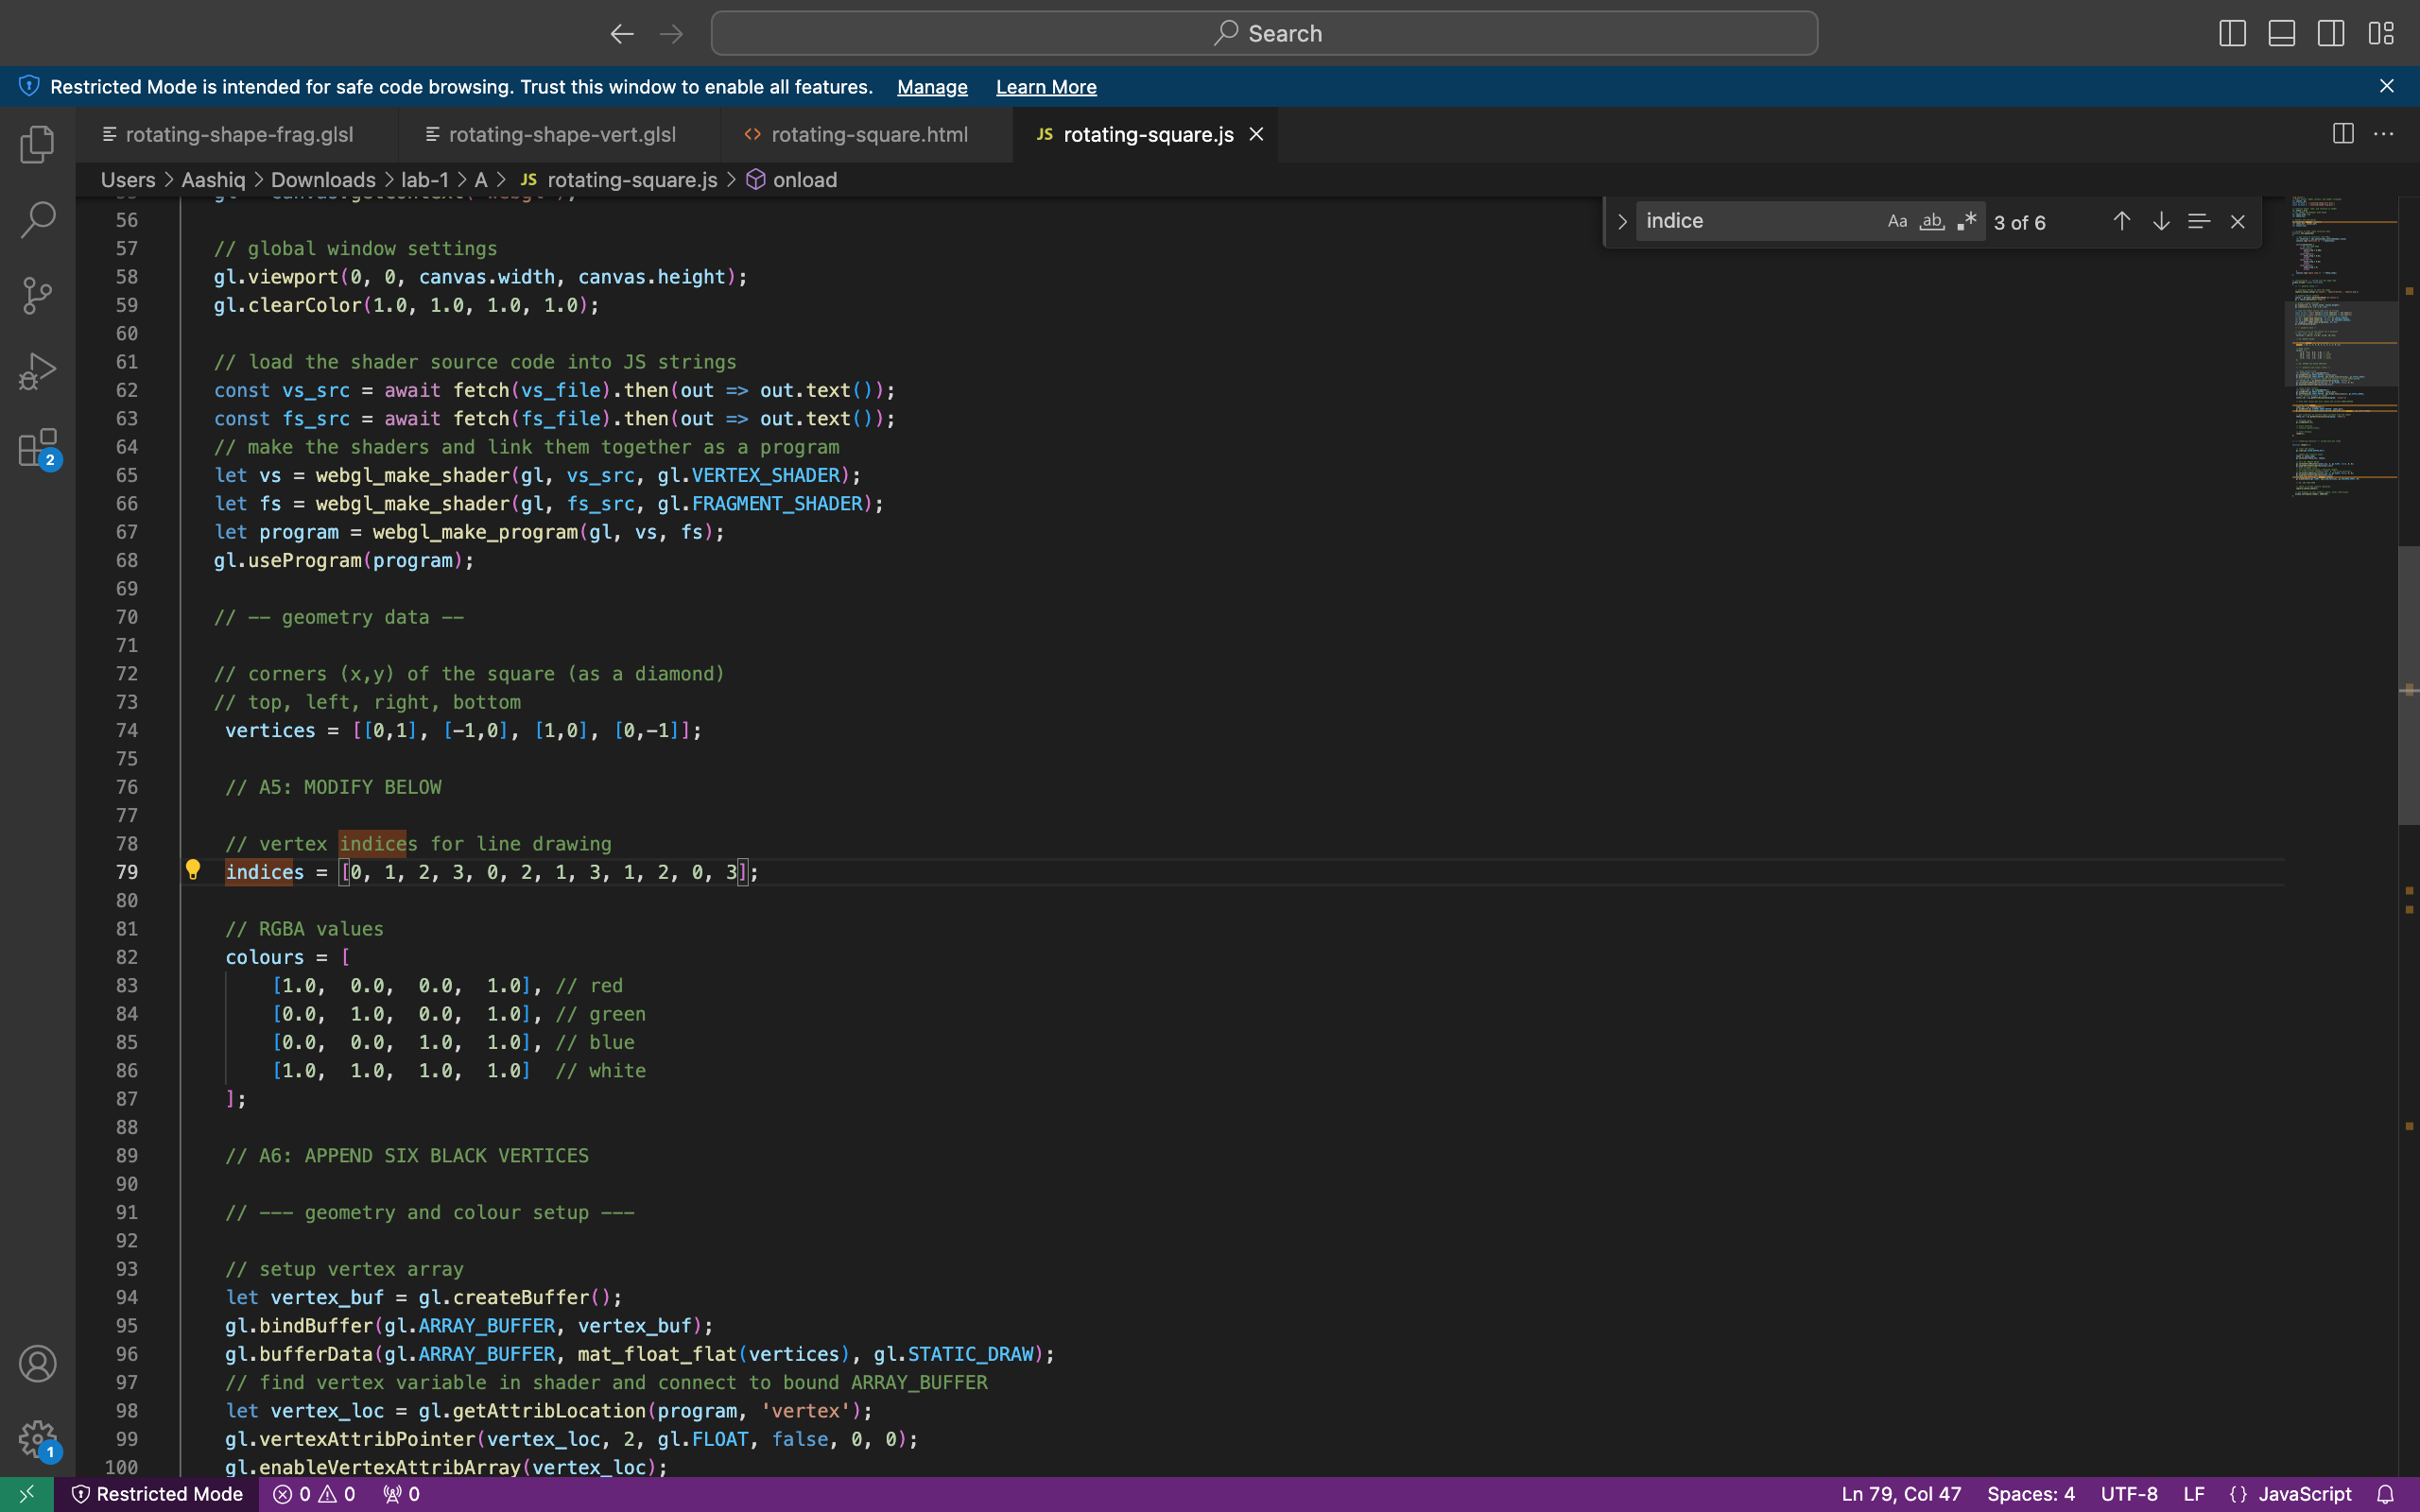 Search
Restricted Mode is intended for safe code browsing. Trust this window to enable all features. Manage Learn More
rotating-shape-frag.glsl rotating-shape-vert.glsl <> rotating-square.html JS rotating-square.js
Users > Aashiq > Downloads > lab-1 > A > JS rotating-square.js > onload
indice Aa ab .* 3 of 6
56
57 // global window settings
58 gl.viewport(0, 0, canvas.width, canvas.height);
59 gl.clearColor(1.0, 1.0, 1.0, 1.0);
60
61 // load the shader source code into JS strings
62 const vs_src = await fetch(vs_file).then(out => out.text());
63 const fs_src = await fetch(fs_file).then(out => out.text());
64 // make the shaders and link them together as a program
65 let vs = webgl_make_shader(gl, vs_src, gl.VERTEX_SHADER);
66 let fs = webgl_make_shader(gl, fs_src, gl.FRAGMENT_SHADER);
67 let program = webgl_make_program(gl, vs, fs);
68 gl.useProgram(program);
69
70 // -- geometry data --
71
72 // corners (x,y) of the square (as a diamond)
73 // top, left, right, bottom
74 vertices = [[0,1], [-1,0], [1,0], [0,-1]];
75
76 // A5: MODIFY BELOW
77
78 // vertex indices for line drawing
79 indices = [0, 1, 2, 3, 0, 2, 1, 3, 1, 2, 0, 3];
80
81 // RGBA values
82 colours = [
83 [1.0, 0.0, 0.0, 1.0], // red
84 [0.0, 1.0, 0.0, 1.0], // green
85 [0.0, 0.0, 1.0, 1.0], // blue
86 [1.0, 1.0, 1.0, 1.0] // white
87 ];
88
89 // A6: APPEND SIX BLACK VERTICES
90
91 // --- geometry and colour setup ---
92
93 // setup vertex array
94 let vertex_buf = gl.createBuffer();
95 gl.bindBuffer(gl.ARRAY_BUFFER, vertex_buf);
96 gl.bufferData(gl.ARRAY_BUFFER, mat_float_flat(vertices), gl.STATIC_DRAW);
97 // find vertex variable in shader and connect to bound ARRAY_BUFFER
98 let vertex_loc = gl.getAttribLocation(program, 'vertex');
99 gl.vertexAttribPointer(vertex_loc, 2, gl.FLOAT, false, 0, 0);
100 gl.enableVertexAttribArray(vertex_loc);
2
1
Restricted Mode 0 0 0 Ln 79, Col 47 Spaces: 4 UTF-8 LF {} JavaScript